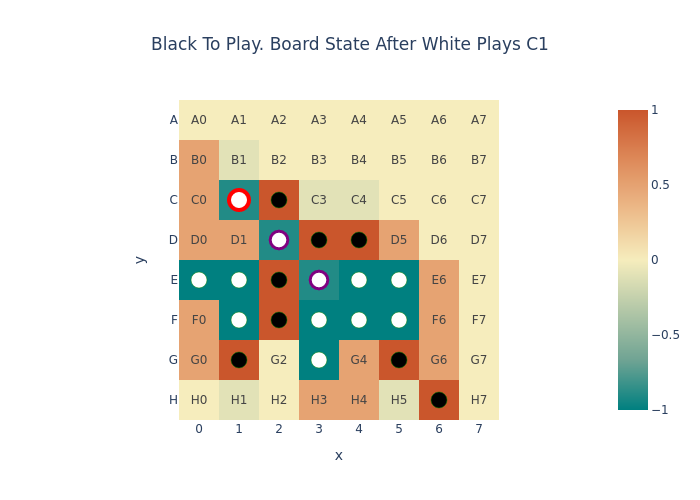 Black To Play. Board State After White Plays C1
A A0 A1 A2 A3 A4 A5 A6 A7
B B0 B1 B2 B3 B4 B5 B6 B7
C C0 C3 C4 C5 C6 C7
D D0 D1 D5 D6 D7
E E6 E7
F F0 F6 F7
G G0 G2 G4 G6 G7
H H0 H1 H2 H3 H4 H5 H7
0 1 2 3 4 5 6 7
x
y
1
0.5
0
−0.5
−1